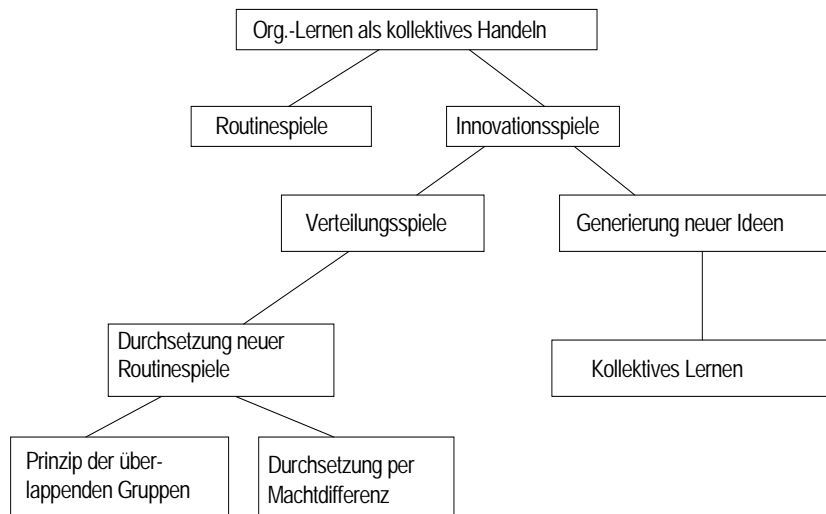 Org.-Lernen als kollektives Handeln
Routinespiele
Innovationsspiele
Verteilungsspiele
Generierung neuer Ideen
Durchsetzung neuer
Routinespiele
Kollektives Lernen
Prinzip der über-
lappenden Gruppen
Durchsetzung per
Machtdifferenz